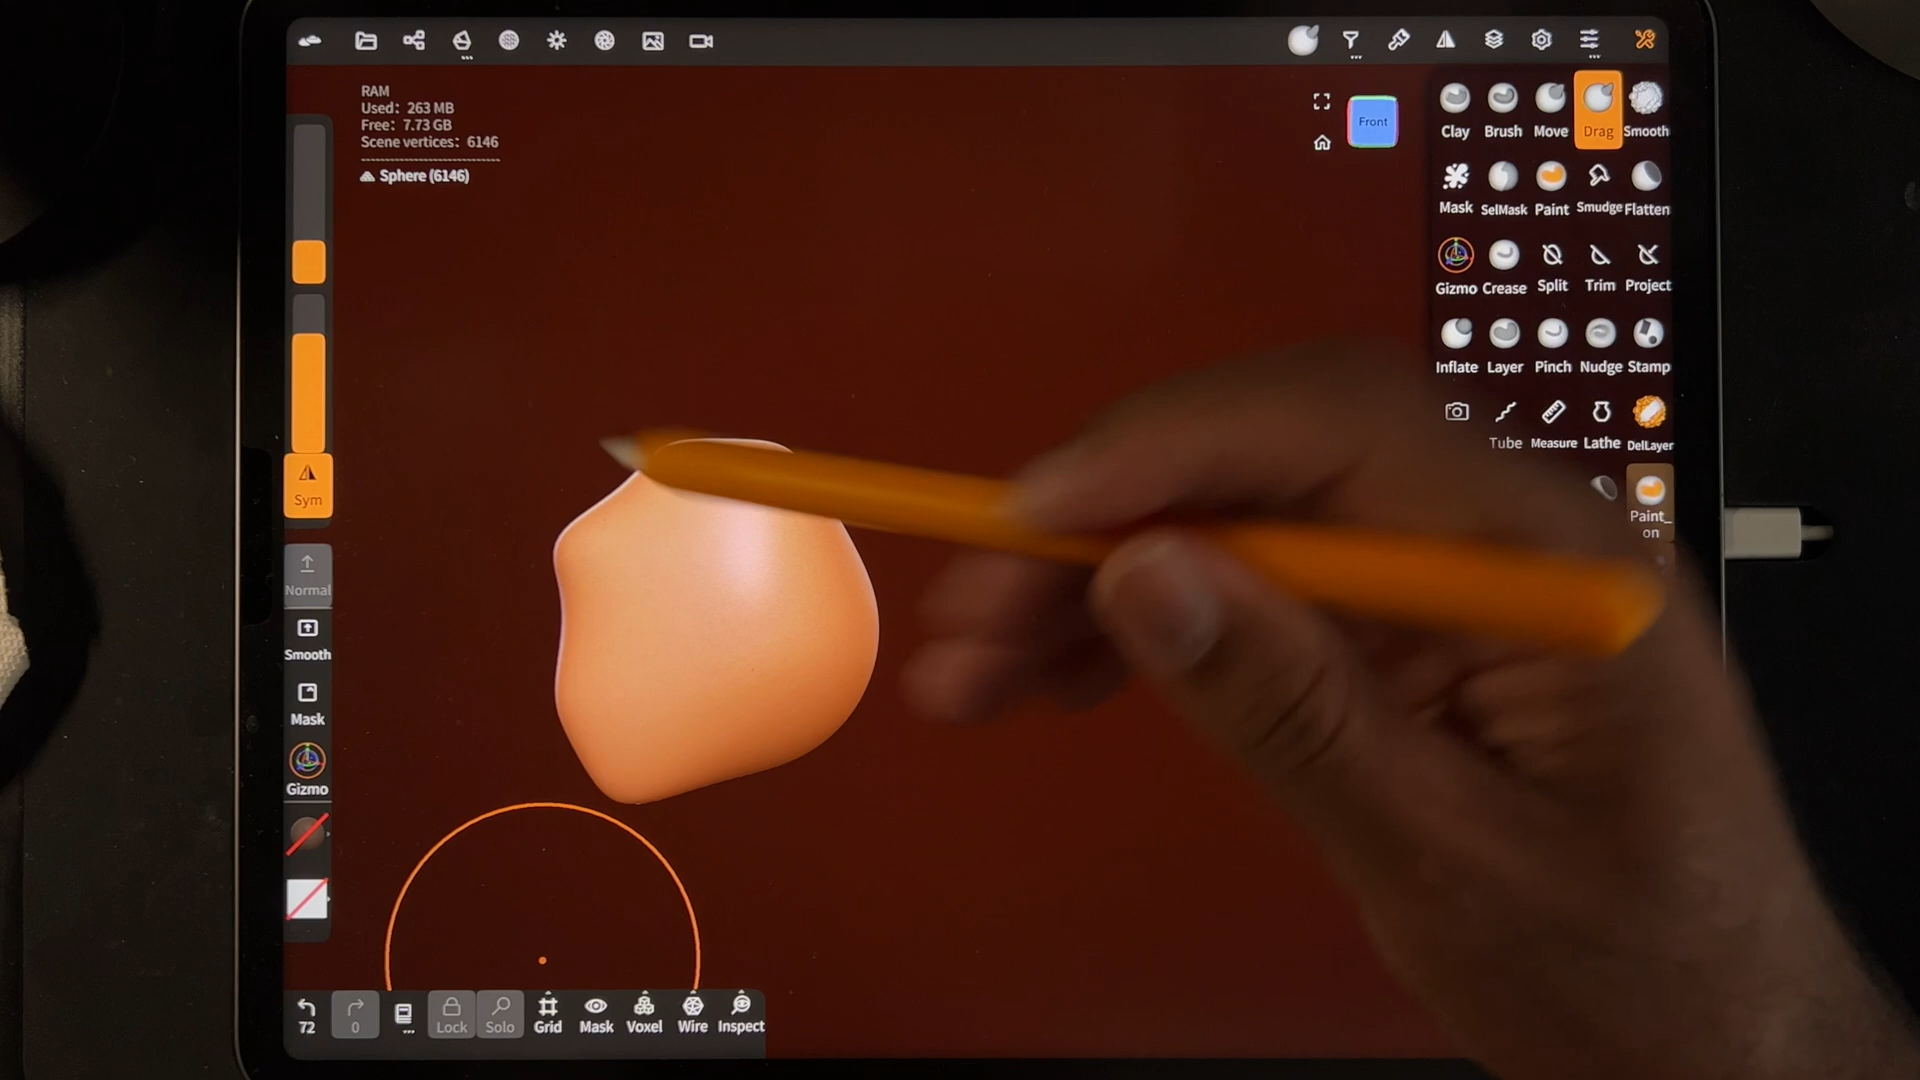 RAM
Used: 263 MB
Free: 7.73 GB
Scene vertices: 6146
Sphere (6146)
Front
Clay Brush Move Drag Smooth
Mask SelMask Paint Smudge Flatten
Gizmo Crease Split Trim Project
Inflate Layer Pinch Nudge Stamp
Tube Measure Lathe DelLayer
Paint_
on
Sym
Normal
Smooth
Mask
Gizmo
72 0 Lock Solo Grid Mask Voxel Wire Inspect